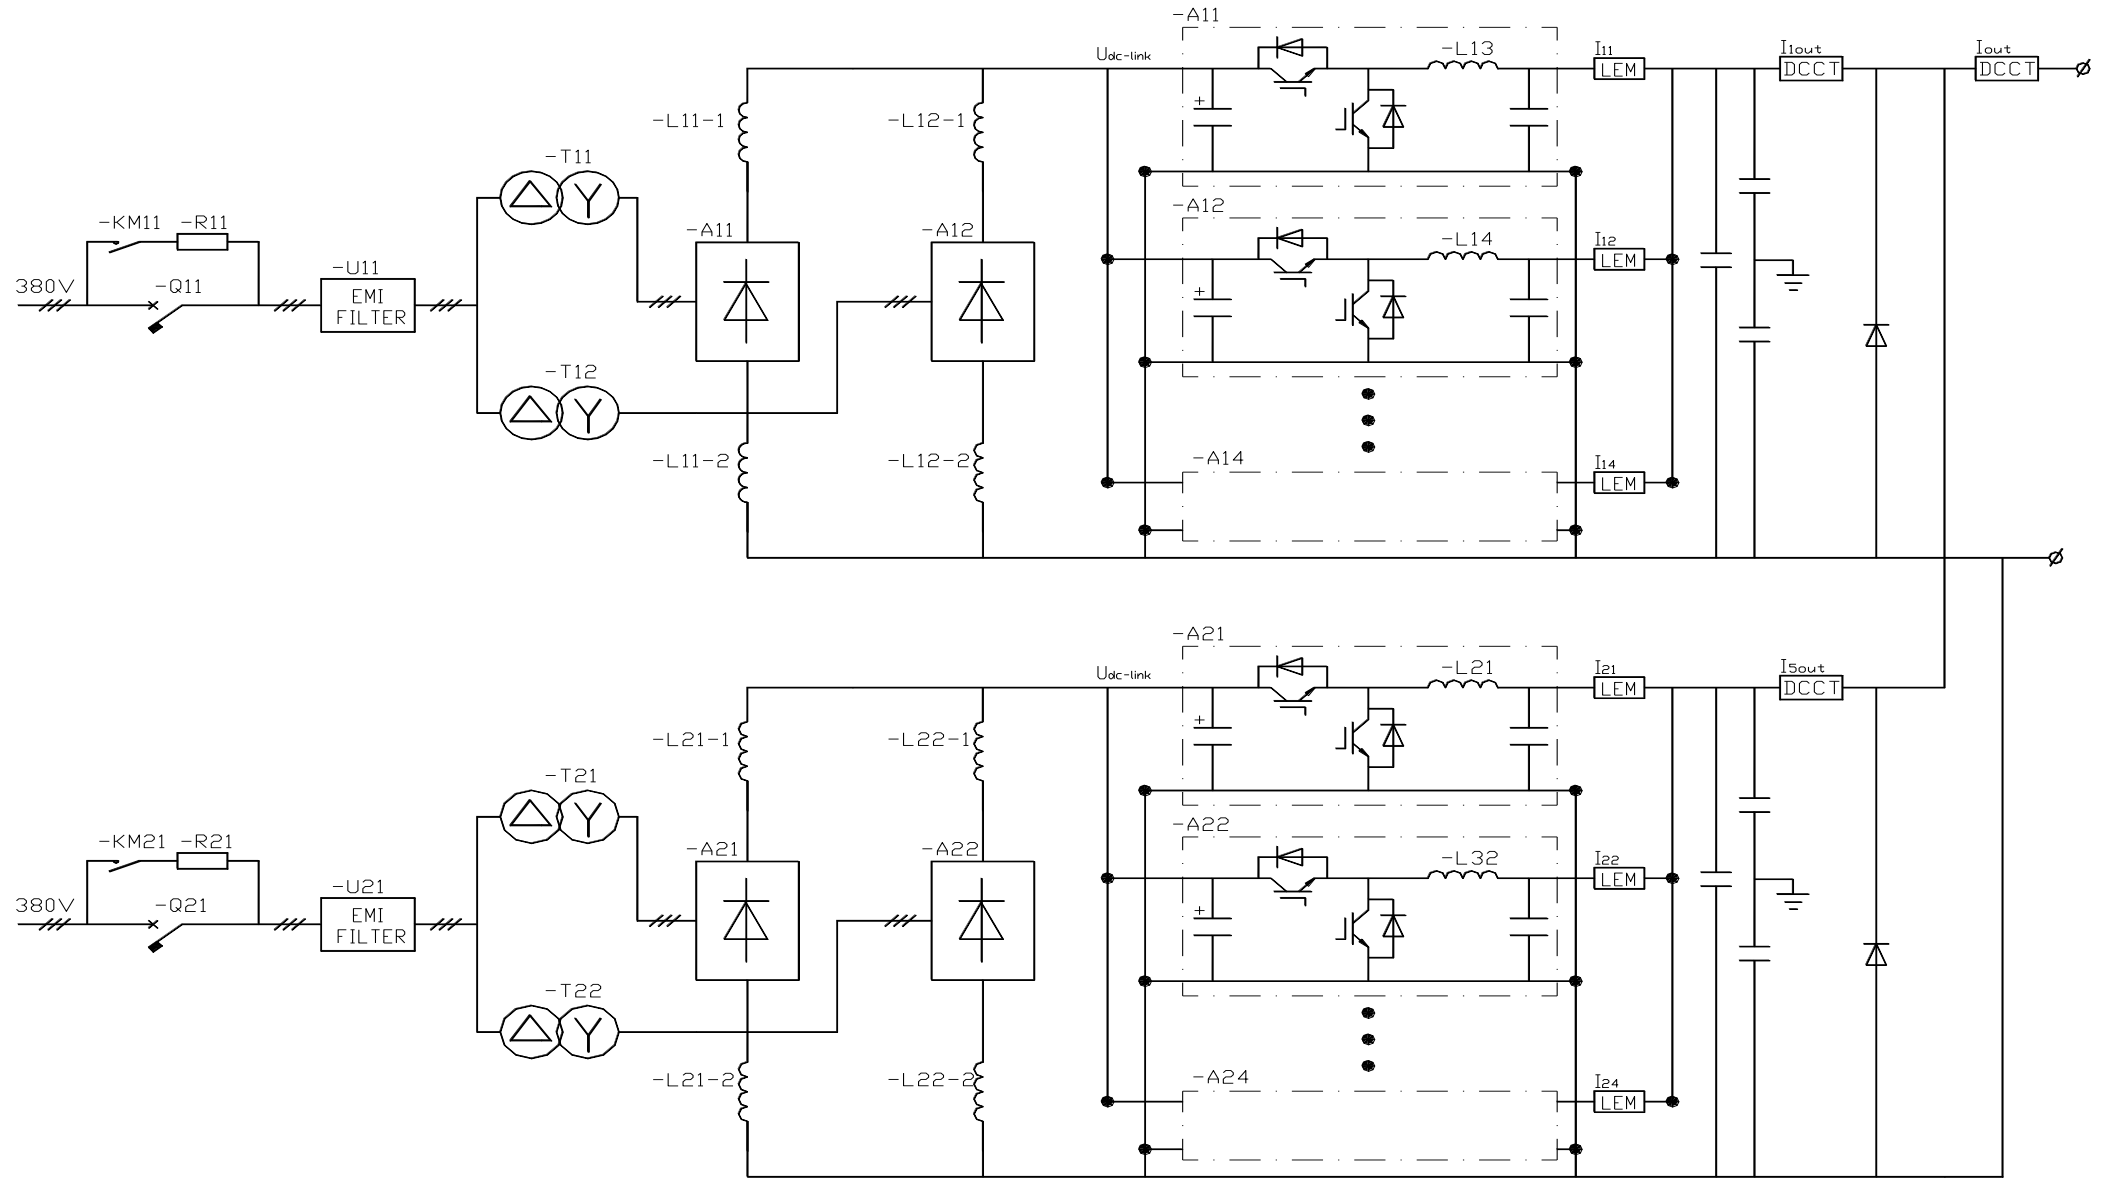 -A11
Udc-link
-L13
I11
LEM
I1out
DCCT
Iout
DCCT
+
-L11-1
-L12-1
-T11
-A12
-KM11
-R11
-A11
-A12
-L14
I12
LEM
-U11
380V
-Q11
EMI
FILTER
+
-T12
-L11-2
-L12-2
-A14
I14
LEM
-A21
Udc-link
-L21
I21
LEM
I5out
DCCT
+
-L21-1
-L22-1
-T21
-A22
-KM21
-R21
-A21
-A22
-L32
I22
LEM
-U21
380V
-Q21
EMI
FILTER
+
-T22
-L21-2
-L22-2
-A24
I24
LEM